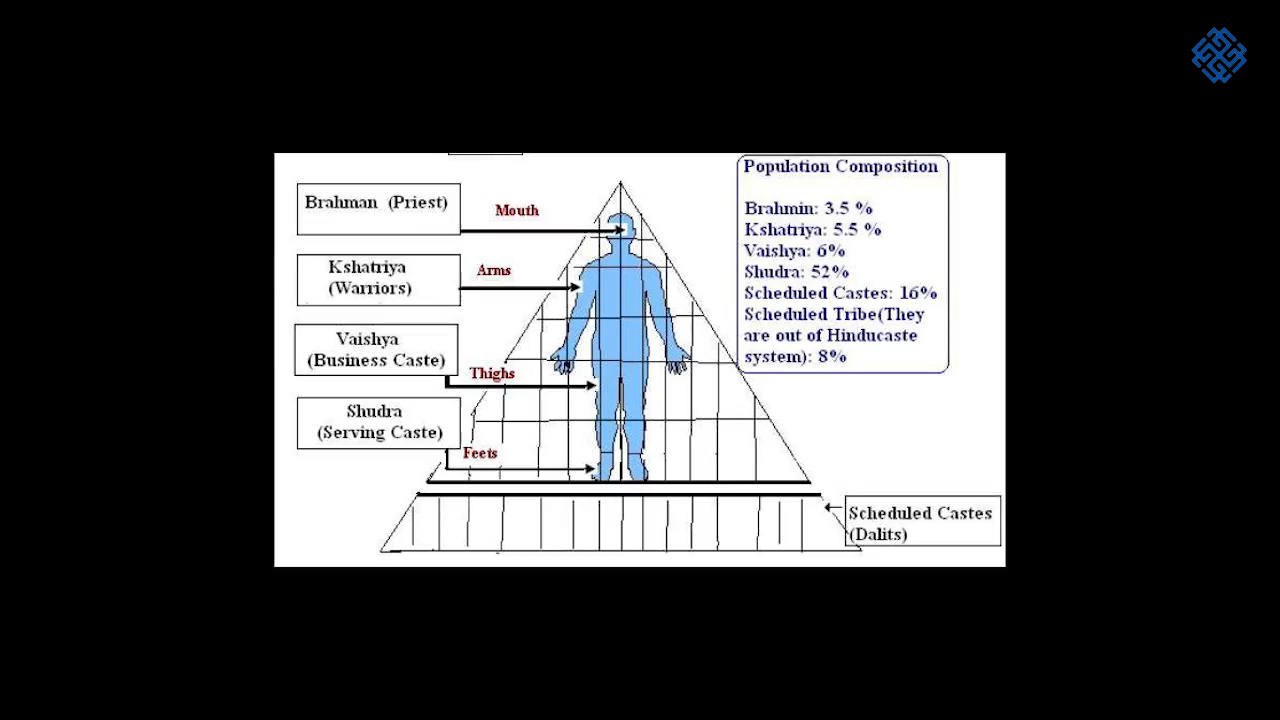 Brahman (Priest)
Mouth
Kshatriya
(Warriors)
Arms
Vaishya
(Business Caste)
Thighs
Shudra
(Serving Caste)
Feets
Population Composition
Brahmin: 3.5 %
Kshatriya: 5.5 %
Vaishya: 6%
Shudra: 52%
Scheduled Castes: 16%
Scheduled Tribe(They
are out of Hinducaste
system): 8%
Scheduled Castes
(Dalits)